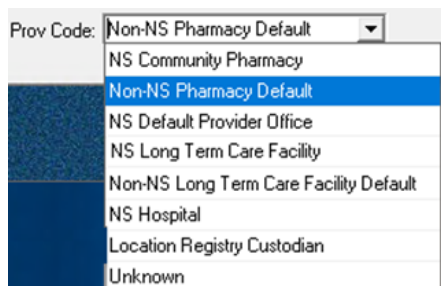 Prov Code: Non-NS Pharmacy Default
NS Community Pharmacy
Non-NS Pharmacy Default
NS Default Provider Office
NS Long Term Care Facility
Non-NS Long Term Care Facility Default
NS Hospital
Location Registry Custodian
Unknown